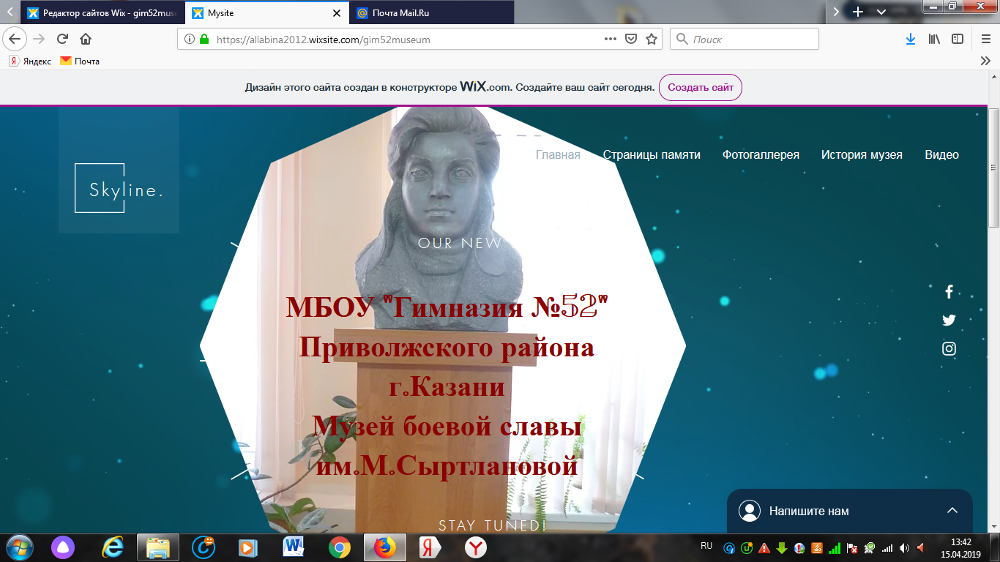 Редактор сайтов Wix - gim52muse
Mysite
Почта Mail.Ru
https://allabina2012.wixsite.com/gim52museum
Поиск
Яндекс
Почта
Дизайн этого сайта создан в конструкторе WiX.com. Создайте ваш сайт сегодня.
Создать сайт
Skyline.
Главная
Страницы памяти
Фотогаллерея
История музея
Видео
OUR NEW
МБОУ "Гимназия №52"
Приволжского района
г.Казани
Музей боевой славы
им.М.Сыртлановой
STAY TUNED!
Напишите нам
RU
13:42
15.04.2019